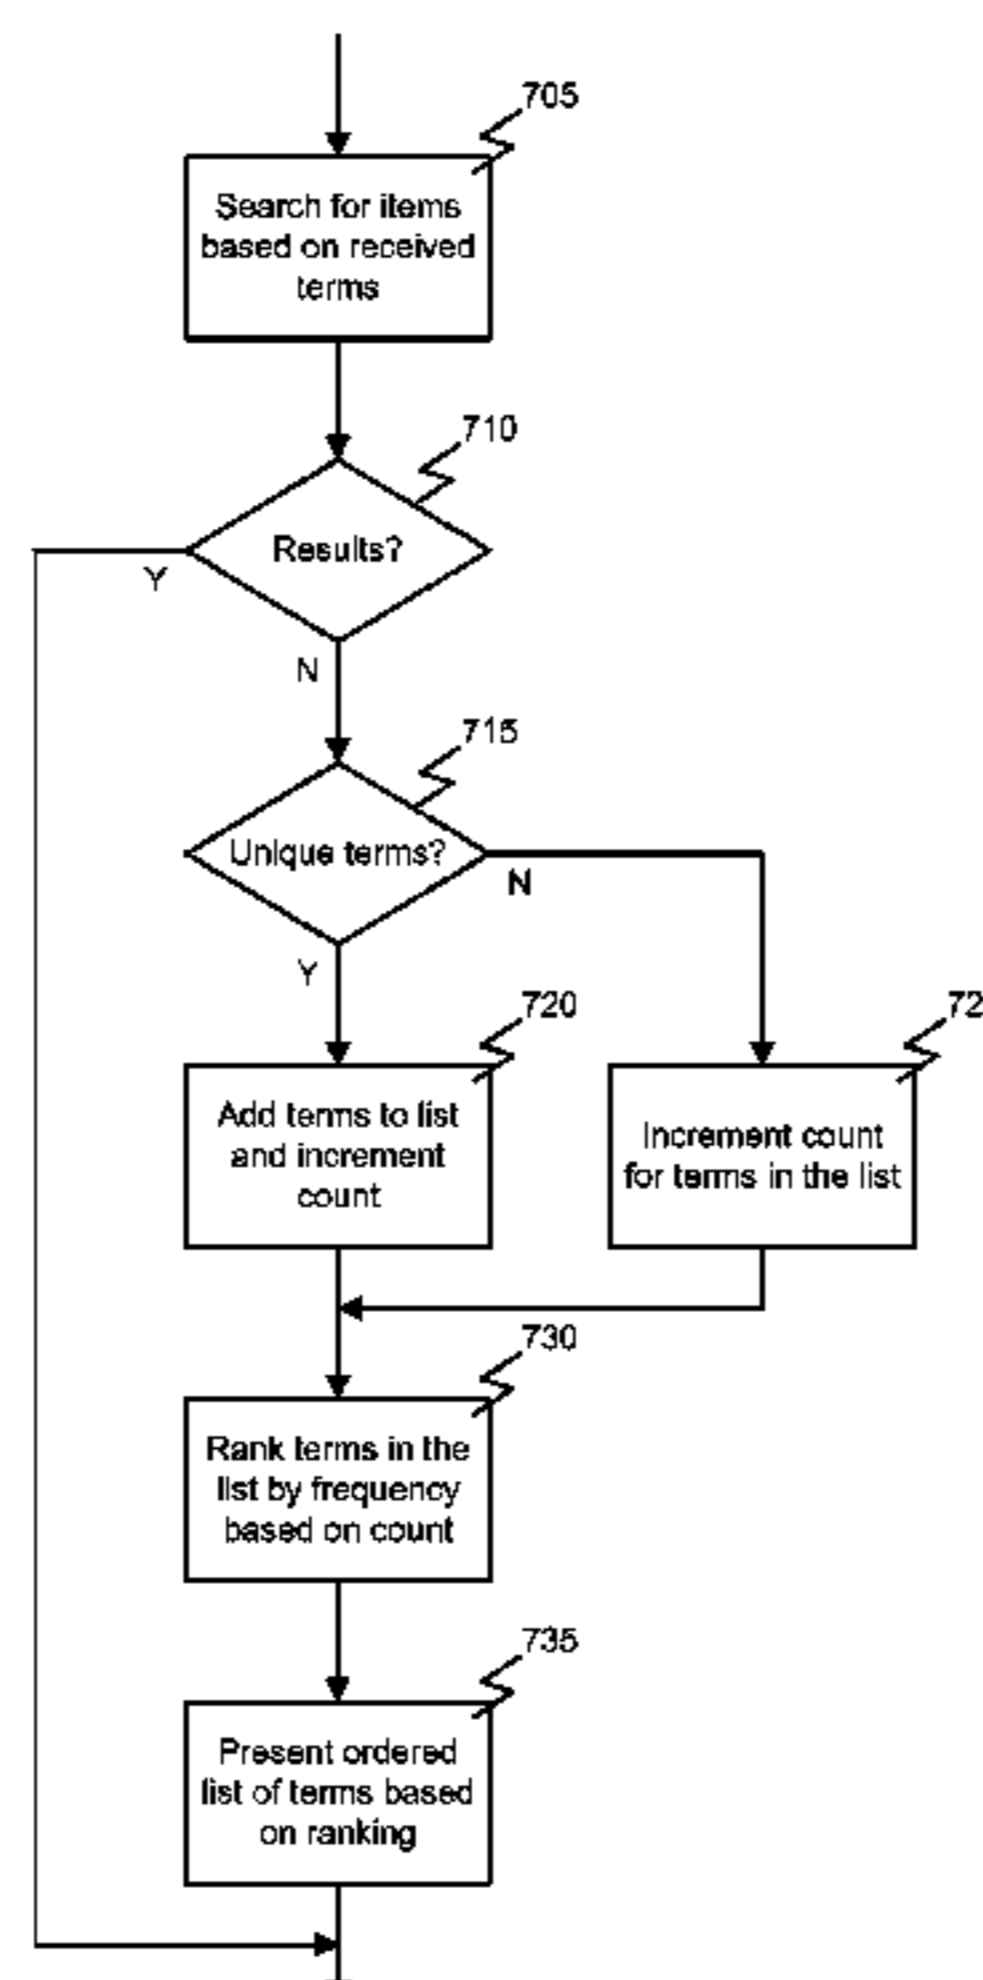 705
Search for items
based on received
terms
710
Results?
Y
N
715
Unique terms?
N
Y
720
72
Add terms to list
and increment
count
Increment count
for terms in the list
730
Rank terms in the
list by frequency
based on count
735
Present ordered
list of terms based
on ranking